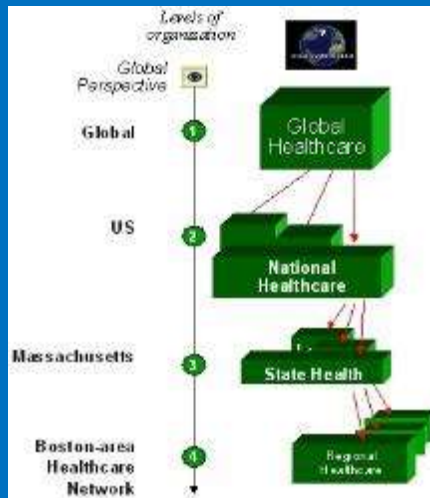 Levels of
organization
Global
Perspective
Global
1
Global
Healthcare
US
2
National
Healthcare
Massachusetts
3
State Health
Boston-area
Healthcare
Network
4
Regional
Healthcare